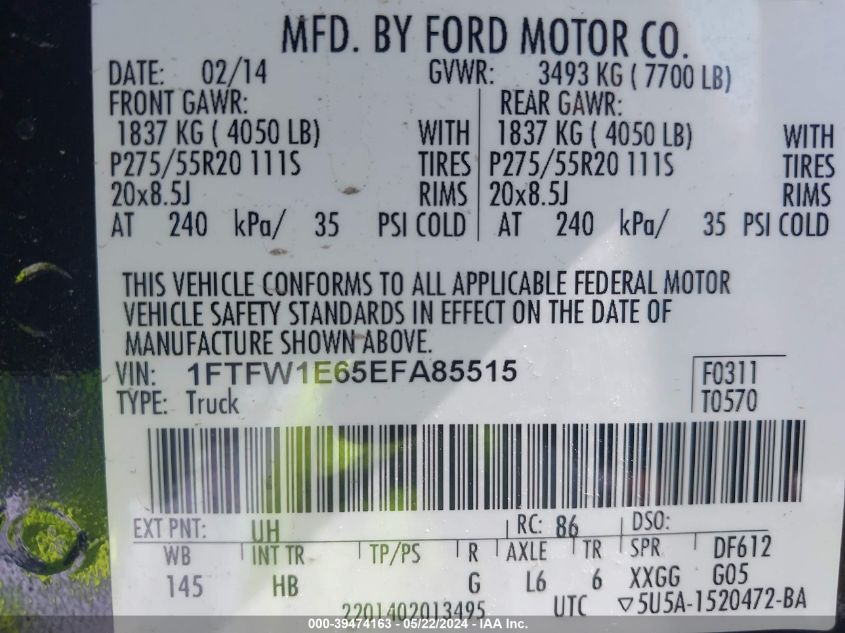 MFD. BY FORD MOTOR CO.
DATE: 02/14 GVWR: 3493 KG ( 7700 LB)
FRONT GAWR: REAR GAWR:
1837 KG ( 4050 LB) WITH 1837 KG ( 4050 LB) WITH
P275/55R20 111S TIRES P275/55R20 111S TIRES
20x8.5J RIMS 20x8.5J RIMS
AT 240 kPa/ 35 PSI COLD AT 240 kPa/ 35 PSI COLD
THIS VEHICLE CONFORMS TO ALL APPLICABLE FEDERAL MOTOR
VEHICLE SAFETY STANDARDS IN EFFECT ON THE DATE OF
MANUFACTURE SHOWN ABOVE.
VIN: 1FTFW1E65EFA85515 F0311
TYPE: Truck T0570
EXT PNT: UH RC: 86 DSO:
WB INT TR TP/PS R AXLE TR SPR DF612
145 HB G L6 6 XXGG G05
2201402013495 UTC ▽5U5A-1520472-BA
000-39474163 - 05/22/2024 - IAA Inc.